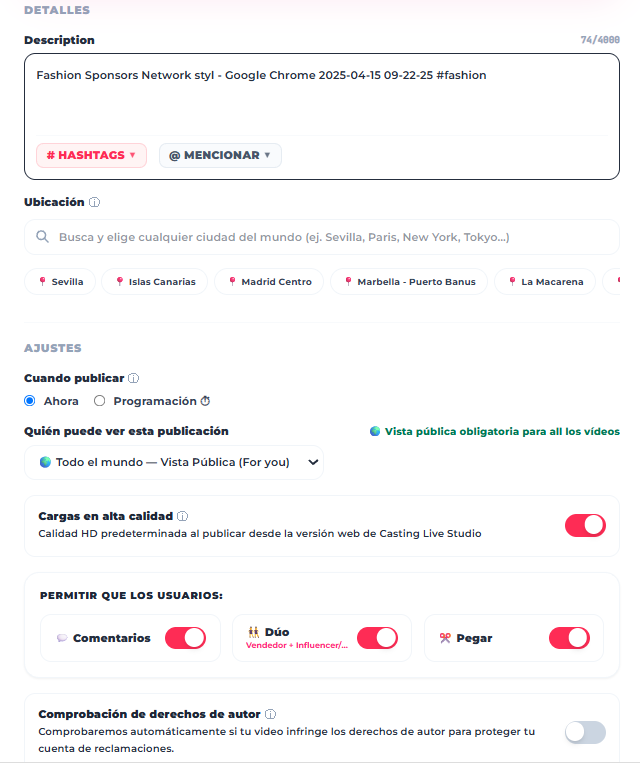 DETALLES
Description 74/4000
Fashion Sponsors Network styl - Google Chrome 2025-04-15 09-22-25 #fashion
# HASHTAGS ▼ @ MENCIONAR ▼
Ubicación ⓘ
Busca y elige cualquier ciudad del mundo (ej. Sevilla, Paris, New York, Tokyo...)
Sevilla Islas Canarias Madrid Centro Marbella - Puerto Banus La Macarena
AJUSTES
Cuando publicar ⓘ
Ahora Programación
Quién puede ver esta publicación Vista pública obligatoria para all los vídeos
Todo el mundo — Vista Pública (For you)
Cargas en alta calidad ⓘ
Calidad HD predeterminada al publicar desde la versión web de Casting Live Studio
PERMITIR QUE LOS USUARIOS:
Comentarios Dúo Pegar
Vendedor + Influencer/...
Comprobación de derechos de autor ⓘ
Comprobaremos automáticamente si tu video infringe los derechos de autor para proteger tu
cuenta de reclamaciones.